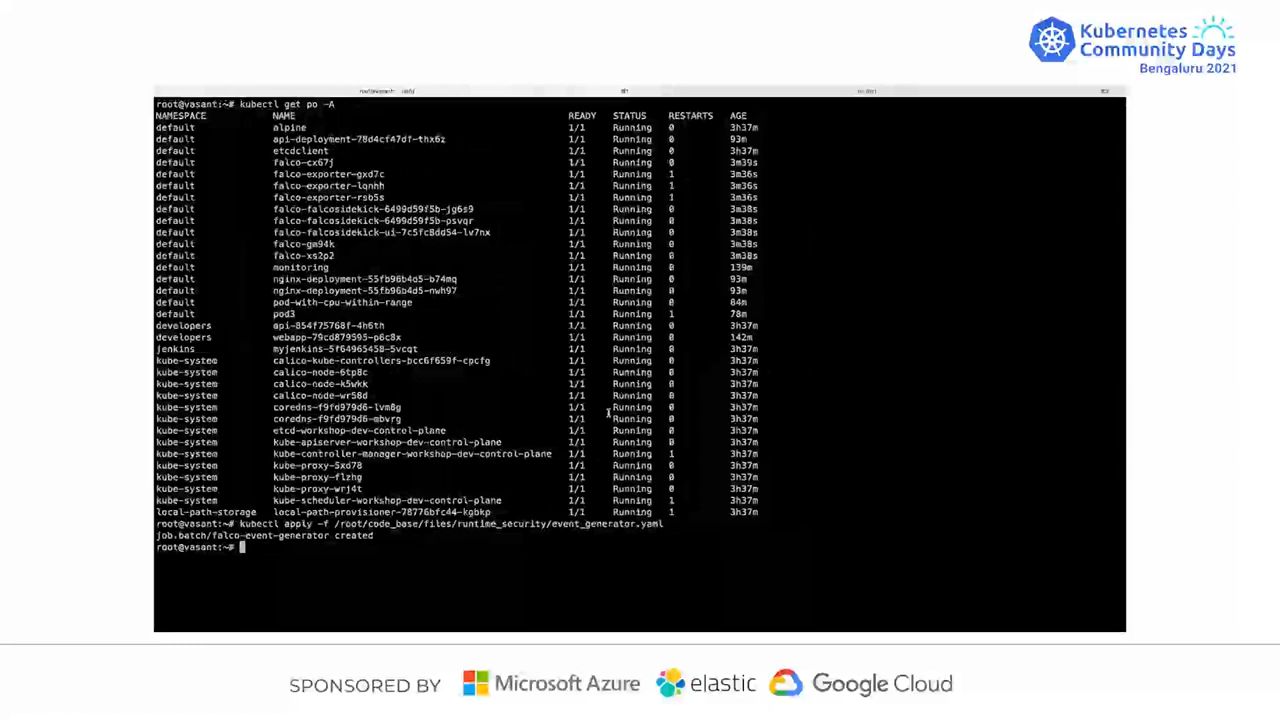 Kubernetes
Community Days
Bengaluru 2021
root@vasant:~# kubectl get po -A
NAMESPACE NAME READY STATUS RESTARTS AGE
default alpine 1/1 Running 0 3h37m
default api-deployment-78d4cf47df-thx6z 1/1 Running 0 93m
default etcdclient 1/1 Running 0 3h37m
default falco-cx67j 1/1 Running 0 3m39s
default falco-exporter-gxd7c 1/1 Running 1 3m36s
default falco-exporter-lqnhh 1/1 Running 1 3m36s
default falco-exporter-rsb5s 1/1 Running 1 3m36s
default falco-falcosidekick-6499d59f5b-jg6s9 1/1 Running 0 3m38s
default falco-falcosidekick-6499d59f5b-psvqr 1/1 Running 0 3m38s
default falco-falcosidekick-ui-7c5fc8dd54-lv7nx 1/1 Running 0 3m38s
default falco-gm94k 1/1 Running 0 3m38s
default falco-xs2p2 1/1 Running 0 3m38s
default monitoring 1/1 Running 0 139m
default nginx-deployment-55fb96b4d5-b74mq 1/1 Running 0 93m
default nginx-deployment-55fb96b4d5-nwh97 1/1 Running 0 93m
default pod-with-cpu-within-range 1/1 Running 0 84m
default pod3 1/1 Running 1 78m
developers api-854f75768f-4h6th 1/1 Running 0 3h37m
developers webapp-79cd879595-p6c8x 1/1 Running 0 142m
jenkins myjenkins-5f64965458-5vcqt 1/1 Running 0 3h37m
kube-system calico-kube-controllers-bcc6f659f-cpcfg 1/1 Running 0 3h37m
kube-system calico-node-6tp8c 1/1 Running 0 3h37m
kube-system calico-node-k5wkk 1/1 Running 0 3h37m
kube-system calico-node-wr58d 1/1 Running 0 3h37m
kube-system coredns-f9fd979d6-lvm8g 1/1 Running 0 3h37m
kube-system coredns-f9fd979d6-mbvrg 1/1 Running 0 3h37m
kube-system etcd-workshop-dev-control-plane 1/1 Running 0 3h37m
kube-system kube-apiserver-workshop-dev-control-plane 1/1 Running 0 3h37m
kube-system kube-controller-manager-workshop-dev-control-plane 1/1 Running 1 3h37m
kube-system kube-proxy-5xd78 1/1 Running 0 3h37m
kube-system kube-proxy-flzhg 1/1 Running 0 3h37m
kube-system kube-proxy-wrj4t 1/1 Running 0 3h37m
kube-system kube-scheduler-workshop-dev-control-plane 1/1 Running 1 3h37m
local-path-storage local-path-provisioner-78776bfc44-kgbkp 1/1 Running 1 3h37m
root@vasant:~# kubectl apply -f /root/code_base/files/runtime_security/event_generator.yaml
job.batch/falco-event-generator created
root@vasant:~#
SPONSORED BY Microsoft Azure elastic Google Cloud